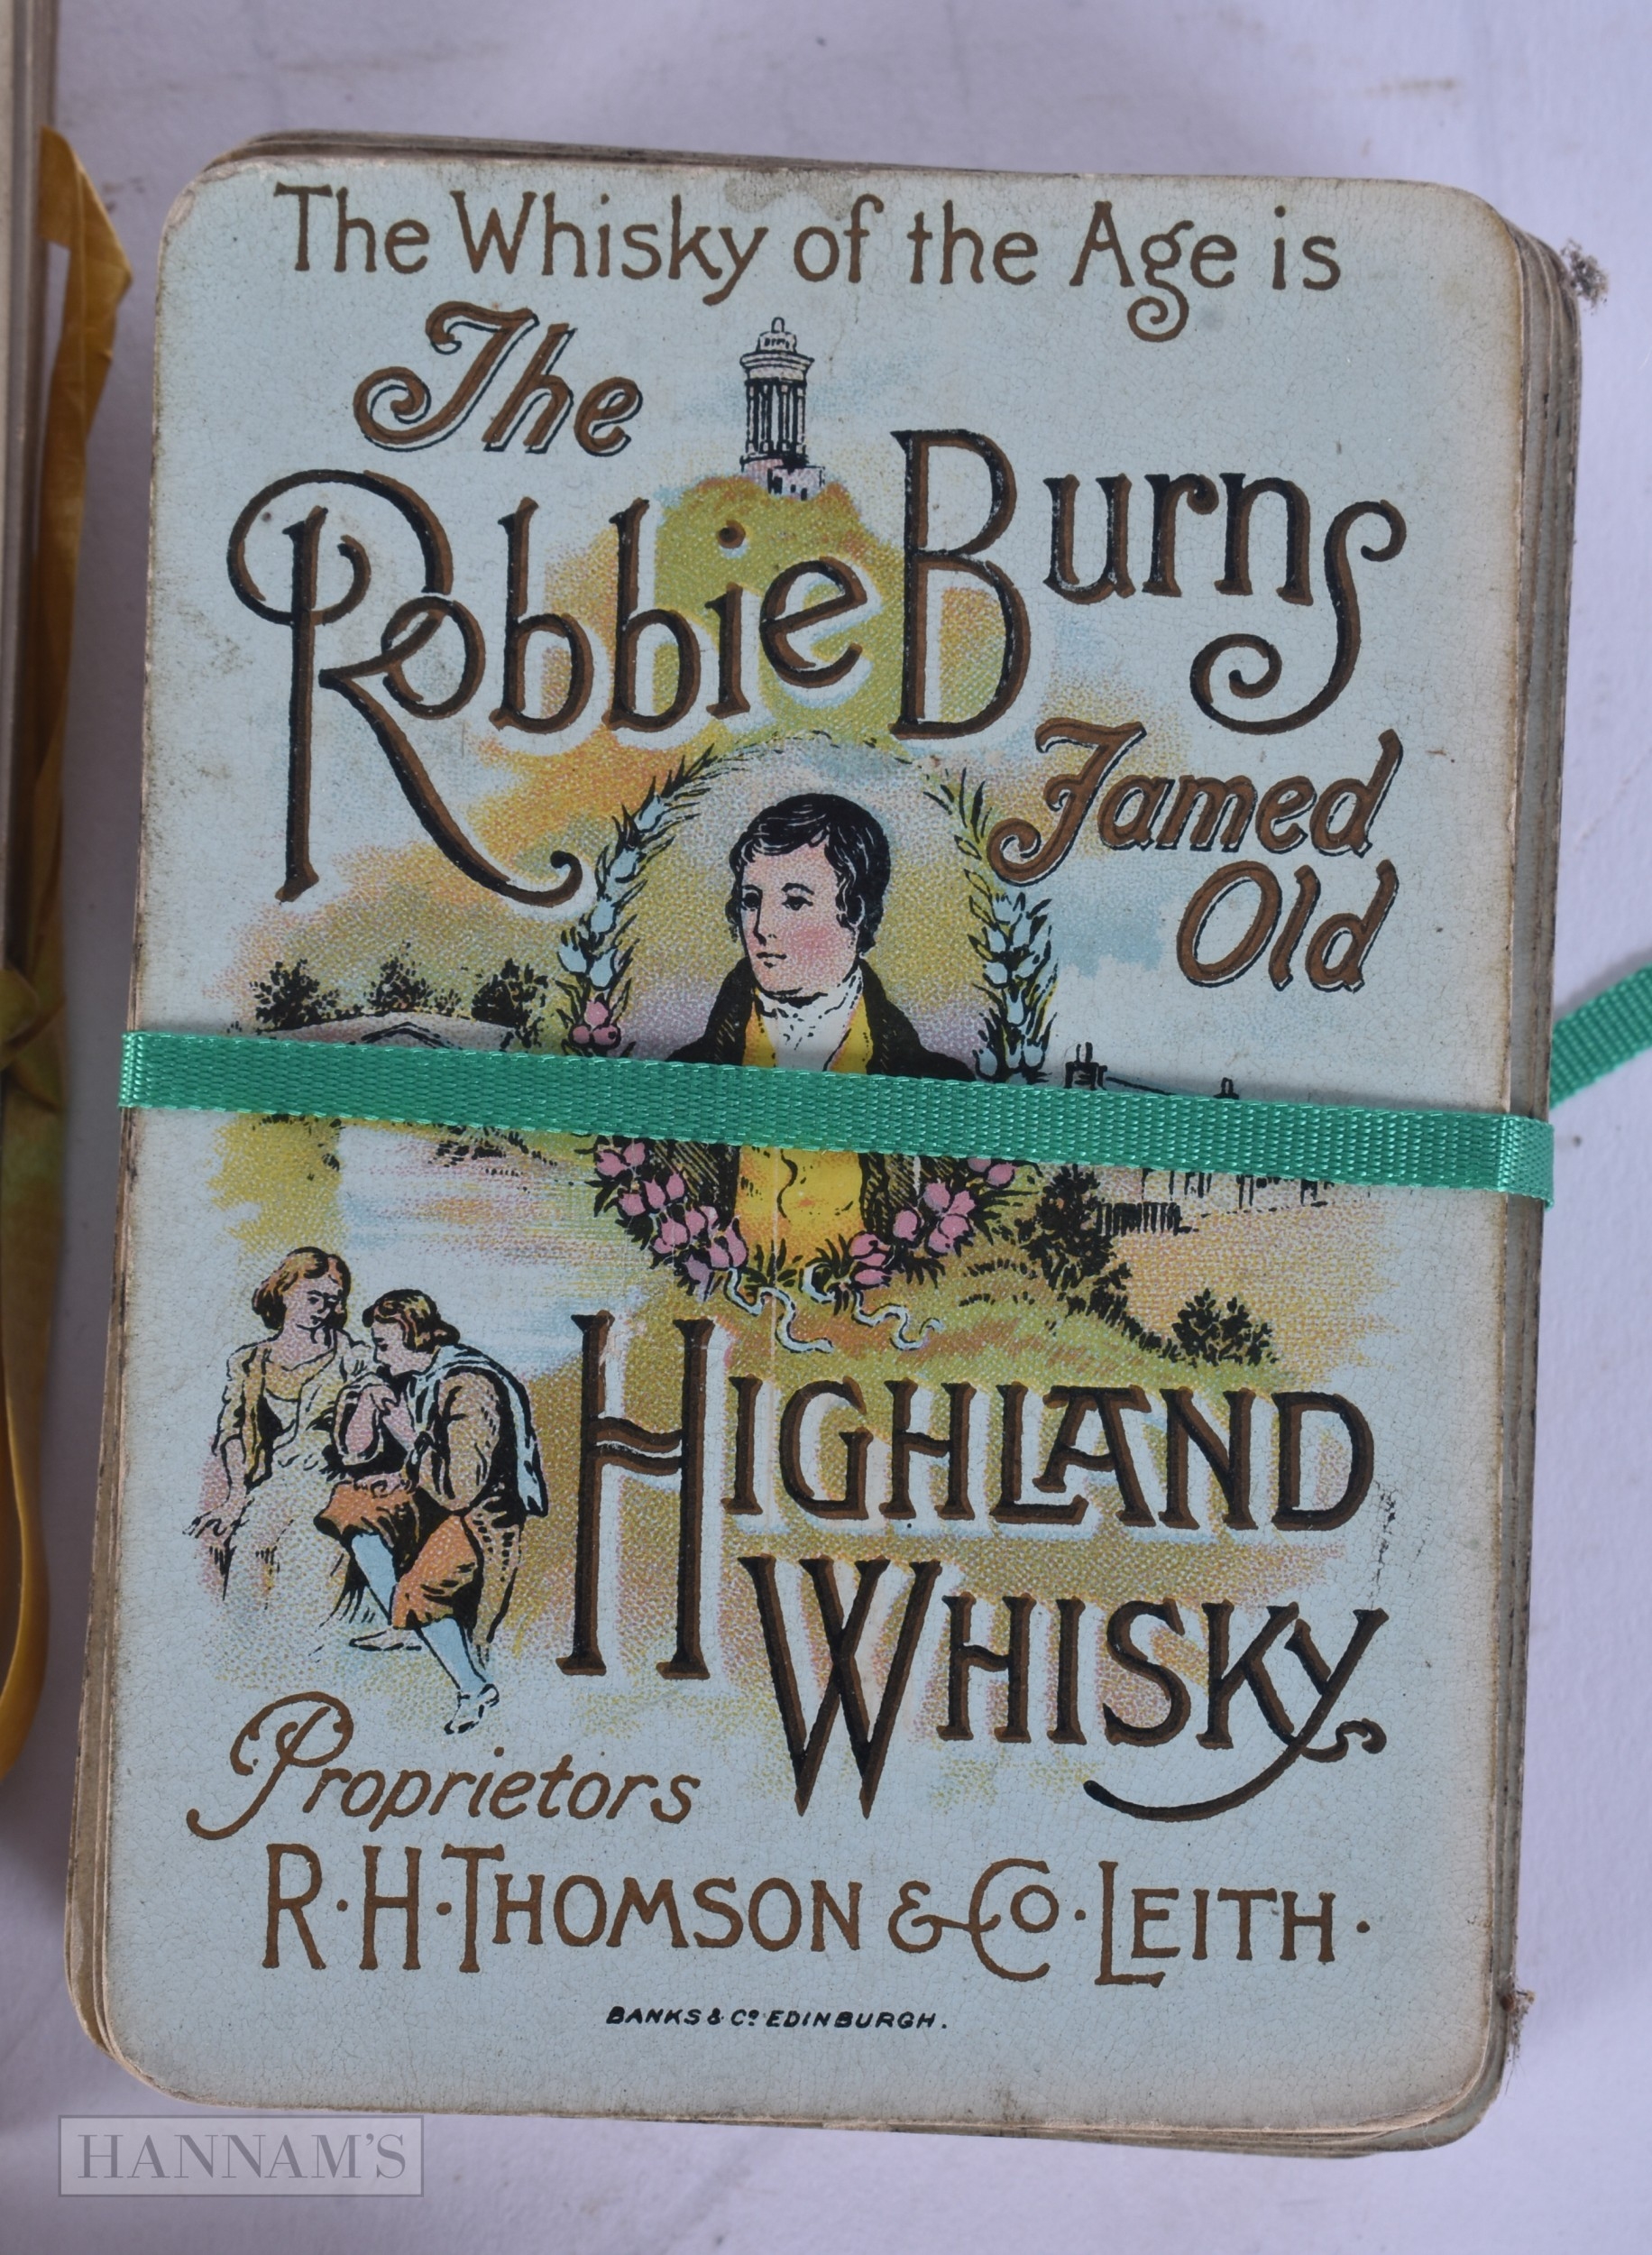 The Whisky of the Age is
The
Robbie Burns
Famed
Old
HIGHLAND
WHISKY
Proprietors
R·H·THOMSON & Co·LEITH·
BANKS & Co EDINBURGH.
HANNAM'S